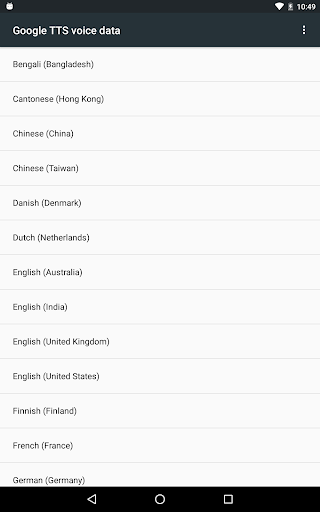 10:49
Google TTS voice data
Bengali (Bangladesh)
Cantonese (Hong Kong)
Chinese (China)
Chinese (Taiwan)
Danish (Denmark)
Dutch (Netherlands)
English (Australia)
English (India)
English (United Kingdom)
English (United States)
Finnish (Finland)
French (France)
German (Germany)